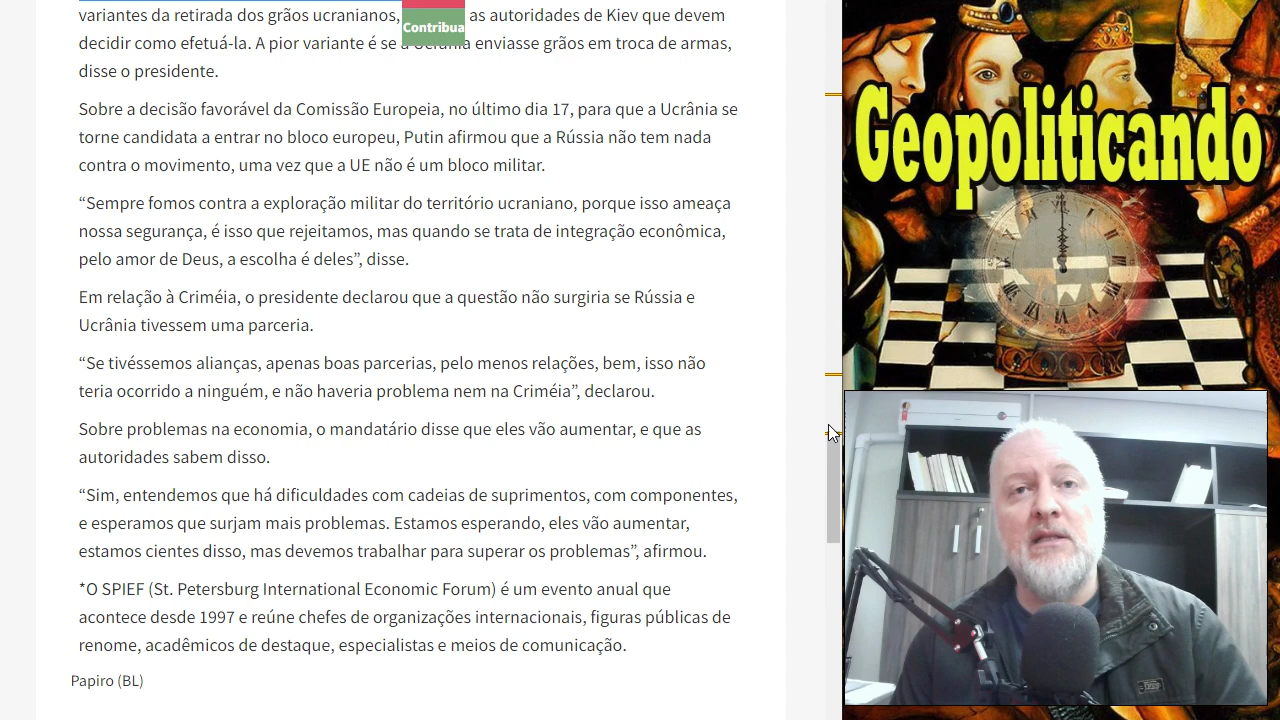 variantes da retirada dos grãos ucranianos, as autoridades de Kiev que devem
Contribua
decidir como efetuá-la. A pior variante é se a Ucrânia enviasse grãos em troca de armas,
disse o presidente.
Sobre a decisão favorável da Comissão Europeia, no último dia 17, para que a Ucrânia se
torne candidata a entrar no bloco europeu, Putin afirmou que a Rússia não tem nada
contra o movimento, uma vez que a UE não é um bloco militar.
“Sempre fomos contra a exploração militar do território ucraniano, porque isso ameaça
nossa segurança, é isso que rejeitamos, mas quando se trata de integração econômica,
pelo amor de Deus, a escolha é deles”, disse.
Em relação à Criméia, o presidente declarou que a questão não surgiria se Rússia e
Ucrânia tivessem uma parceria.
“Se tivéssemos alianças, apenas boas parcerias, pelo menos relações, bem, isso não
teria ocorrido a ninguém, e não haveria problema nem na Criméia”, declarou.
Sobre problemas na economia, o mandatário disse que eles vão aumentar, e que as
autoridades sabem disso.
“Sim, entendemos que há dificuldades com cadeias de suprimentos, com componentes,
e esperamos que surjam mais problemas. Estamos esperando, eles vão aumentar,
estamos cientes disso, mas devemos trabalhar para superar os problemas”, afirmou.
*O SPIEF (St. Petersburg International Economic Forum) é um evento anual que
acontece desde 1997 e reúne chefes de organizações internacionais, figuras públicas de
renome, acadêmicos de destaque, especialistas e meios de comunicação.
Papiro (BL)
Geopoliticando